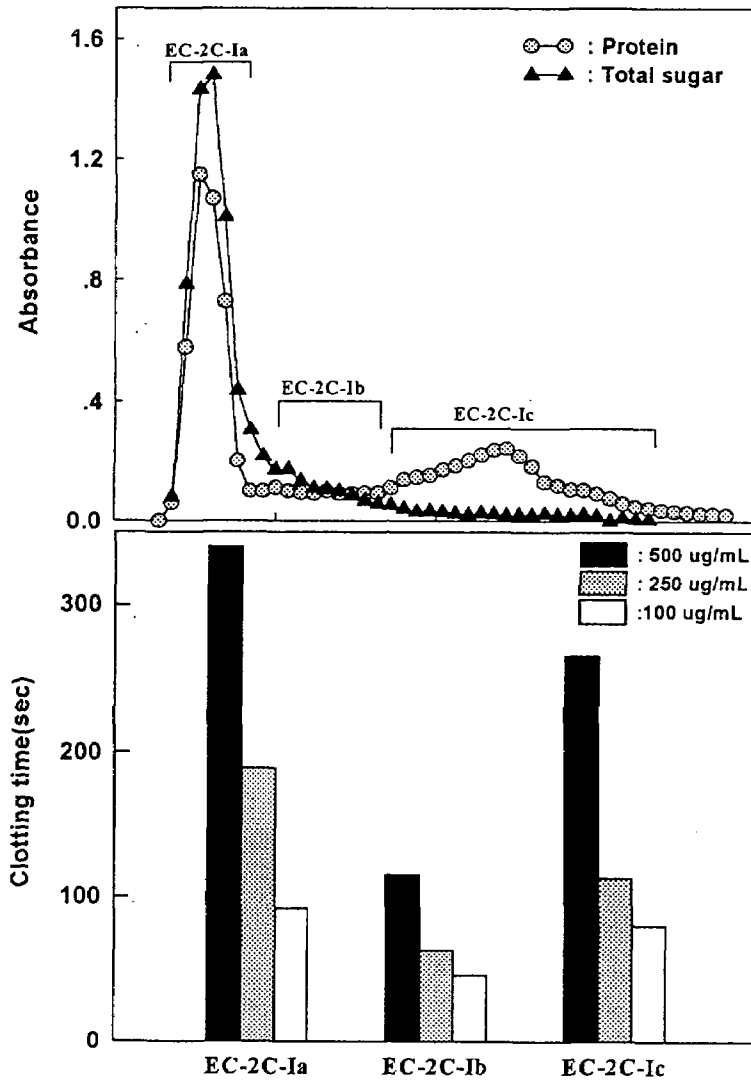 1.6
EC-2C-Ia
: Protein
: Total sugar
1.2
Absorbance
.8
.4
EC-2C-Ib
EC-2C-Ic
0.0
: 500 ug/mL
: 250 ug/mL
:100 ug/mL
300
200
Clotting time(sec)
100
0
EC-2C-Ia
EC-2C-Ib
EC-2C-Ic